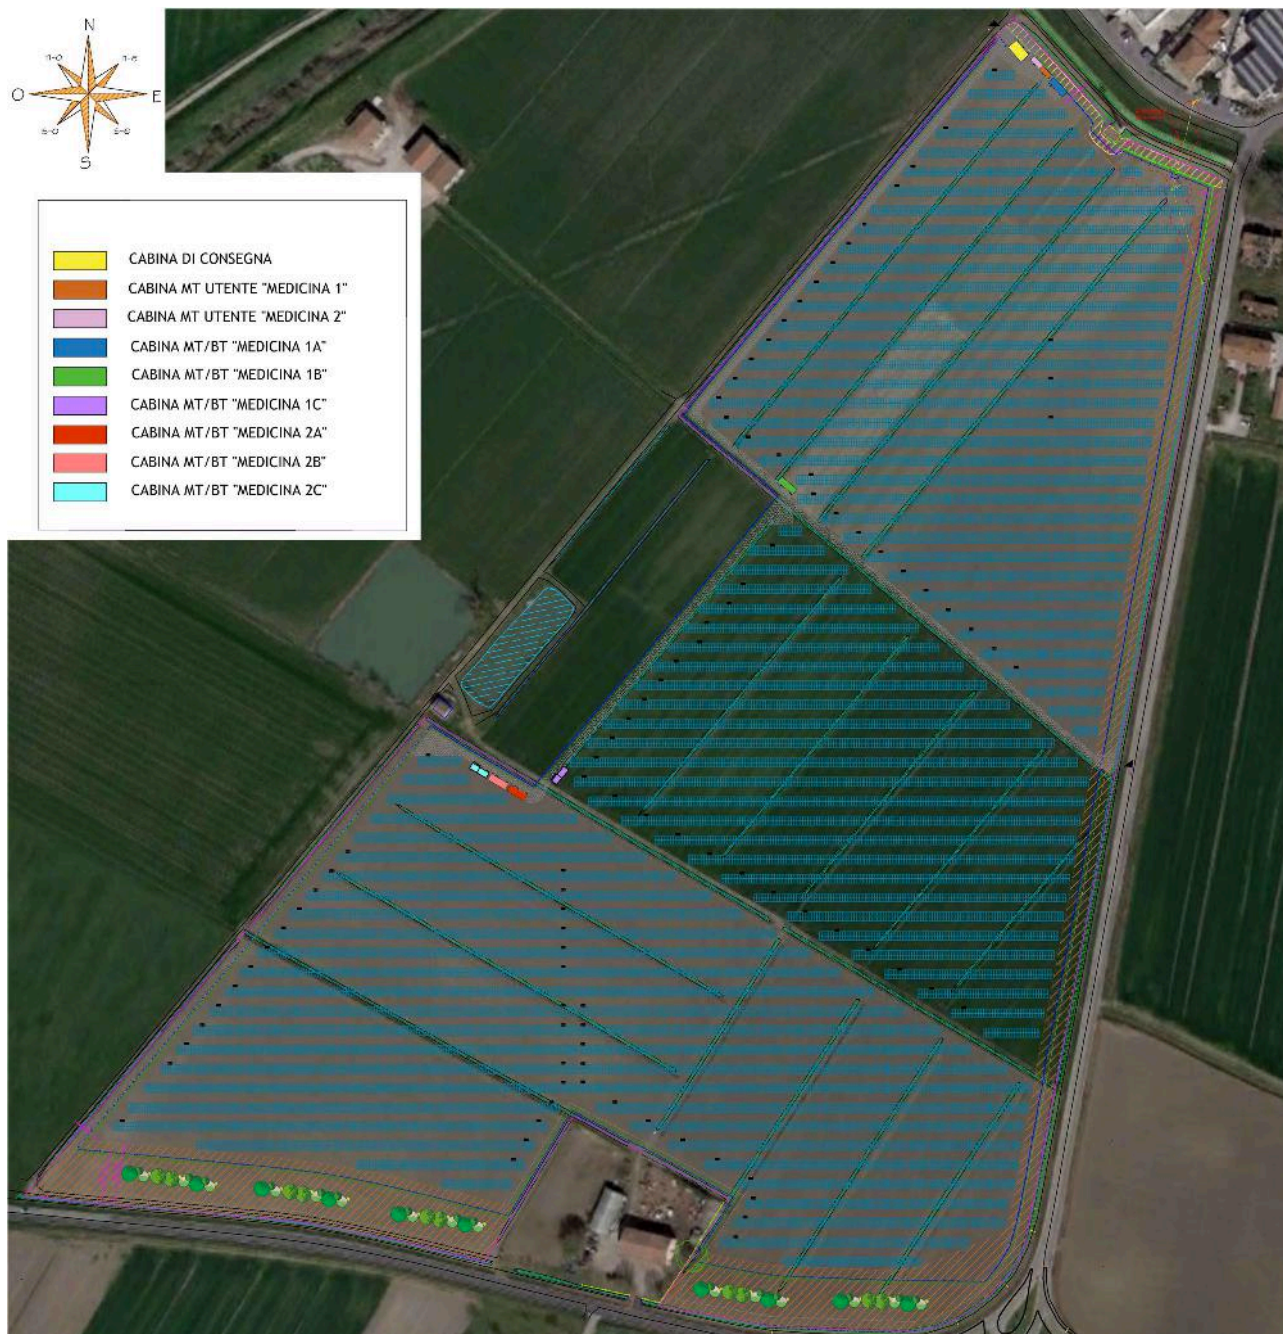 N
O
E
S
CABINA DI CONSEGNA
CABINA MT UTENTE "MEDICINA 1"
CABINA MT UTENTE "MEDICINA 2"
CABINA MT/BT "MEDICINA 1A"
CABINA MT/BT "MEDICINA 1B"
CABINA MT/BT "MEDICINA 1C"
CABINA MT/BT "MEDICINA 2A"
CABINA MT/BT "MEDICINA 2B"
CABINA MT/BT "MEDICINA 2C"